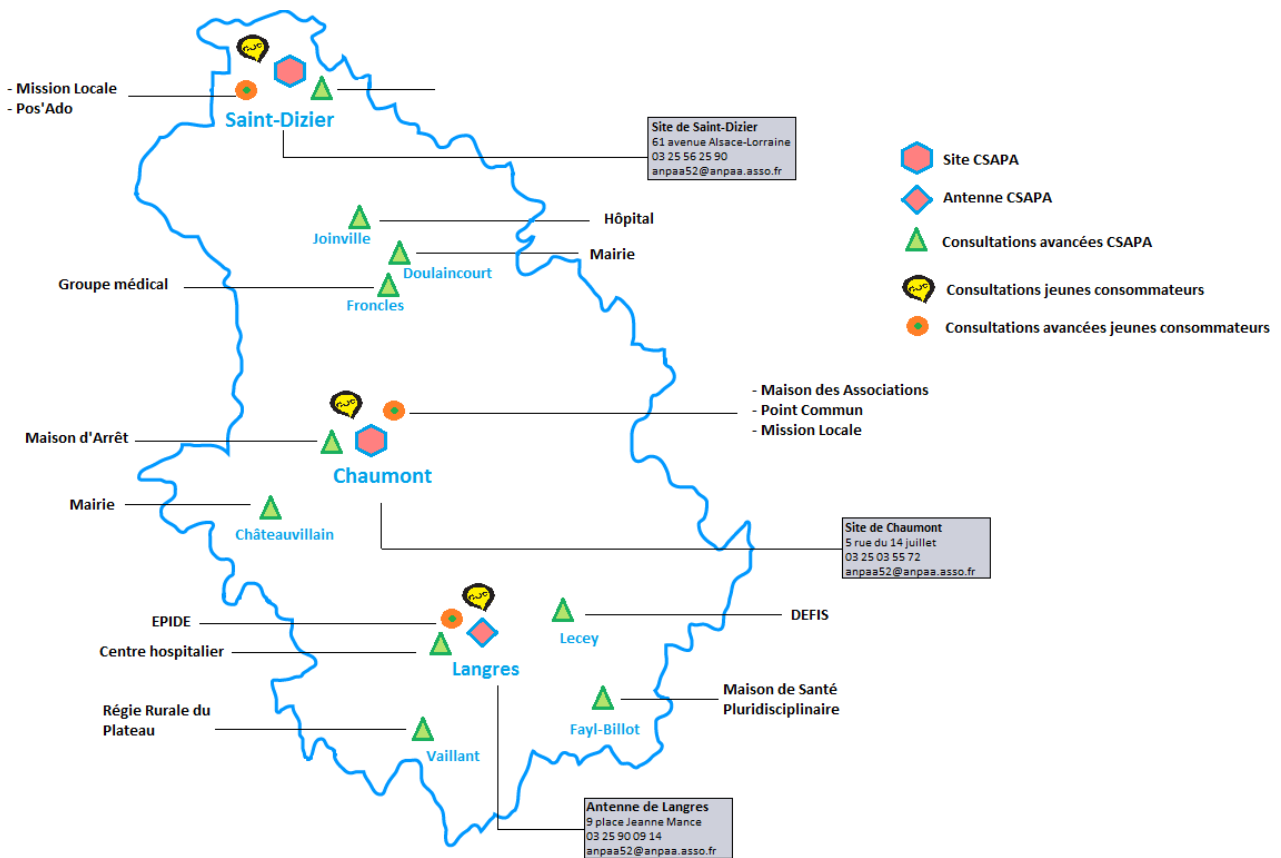 - Mission Locale
- Pos'Ado
CJC
Saint-Dizier
Site de Saint-Dizier
61 avenue Alsace-Lorraine
03 25 56 25 90
anpaa52@anpaa.asso.fr
Site CSAPA
Antenne CSAPA
Consultations avancées CSAPA
CJC
Consultations jeunes consommateurs
Consultations avancées jeunes consommateurs
Joinville
Hôpital
Doulaincourt
Mairie
Groupe médical
Froncles
CJC
- Maison des Associations
- Point Commun
- Mission Locale
Maison d'Arrêt
Chaumont
Mairie
Châteauvillain
Site de Chaumont
5 rue du 14 juillet
03 25 03 55 72
anpaa52@anpaa.asso.fr
CJC
EPIDE
Centre hospitalier
Langres
Lecey
DEFIS
Régie Rurale du
Plateau
Vaillant
Fayl-Billot
Maison de Santé
Pluridisciplinaire
Antenne de Langres
9 place Jeanne Mance
03 25 90 09 14
anpaa52@anpaa.asso.fr